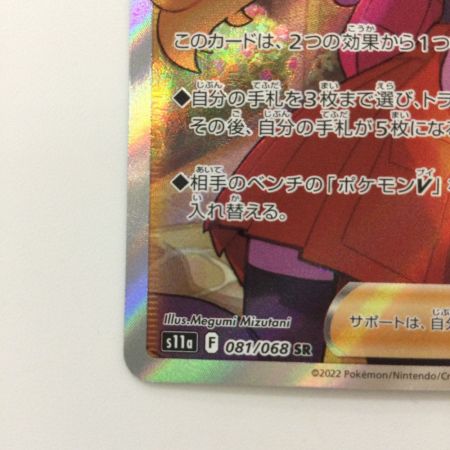 このカードは、2つの効果から1つ
◆自分の手札を3枚まで選び、トラ
その後、自分の手札が5枚にな
◆相手のベンチの「ポケモンV」
入れ替える。
Illus.Megumi Mizutani
サポートは、自分
s11a F 081/068 SR
©2022 Pokémon/Nintendo/Cr